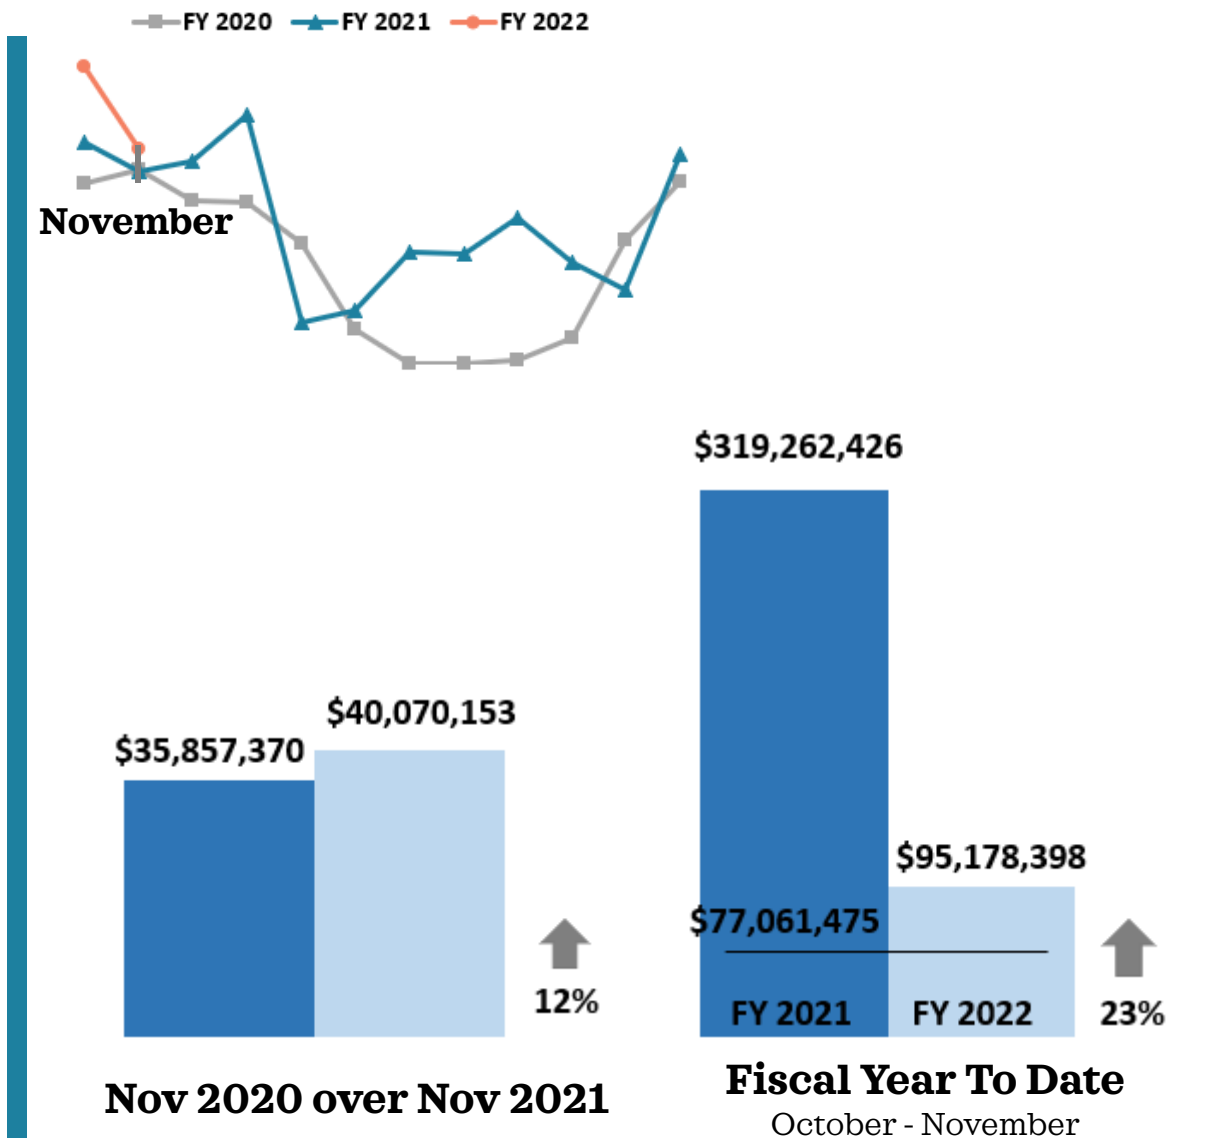 FY 2020 FY 2021 FY 2022
November
$319,262,426
$40,070,153
$35,857,370
$95,178,398
$77,061,475
12%
FY 2021 FY 2022 23%
Nov 2020 over Nov 2021
Fiscal Year To Date
October - November